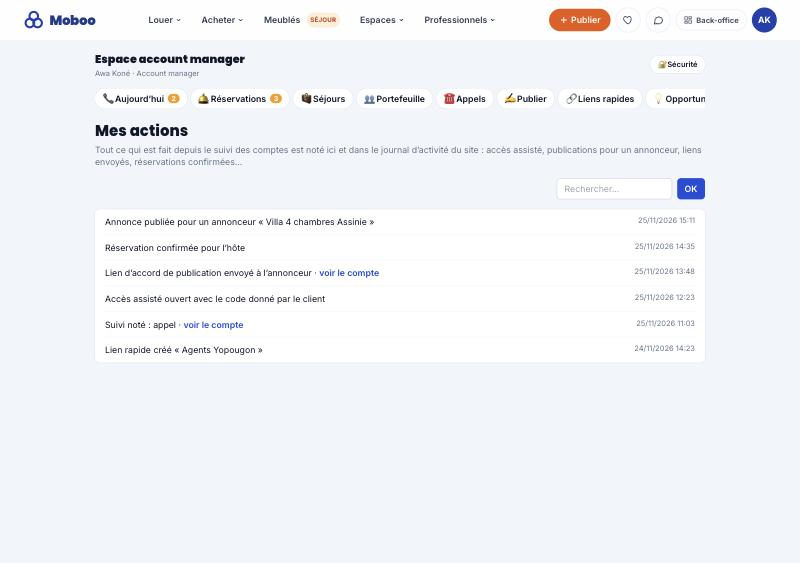 Moboo
Louer
Acheter
Meublés SÉJOUR
Espaces
Professionnels
+ Publier
Back-office
AK
Espace account manager
Awa Koné · Account manager
Sécurité
Aujourd'hui 2
Réservations 3
Séjours
Portefeuille
Appels
Publier
Liens rapides
Opportun
Mes actions
Tout ce qui est fait depuis le suivi des comptes est noté ici et dans le journal d'activité du site : accès assisté, publications pour un annonceur, liens
envoyés, réservations confirmées...
Rechercher...
OK
Annonce publiée pour un annonceur « Villa 4 chambres Assinie » 25/11/2026 15:11
Réservation confirmée pour l'hôte 25/11/2026 14:35
Lien d'accord de publication envoyé à l'annonceur · voir le compte 25/11/2026 13:48
Accès assisté ouvert avec le code donné par le client 25/11/2026 12:23
Suivi noté : appel · voir le compte 25/11/2026 11:03
Lien rapide créé « Agents Yopougon » 24/11/2026 14:23